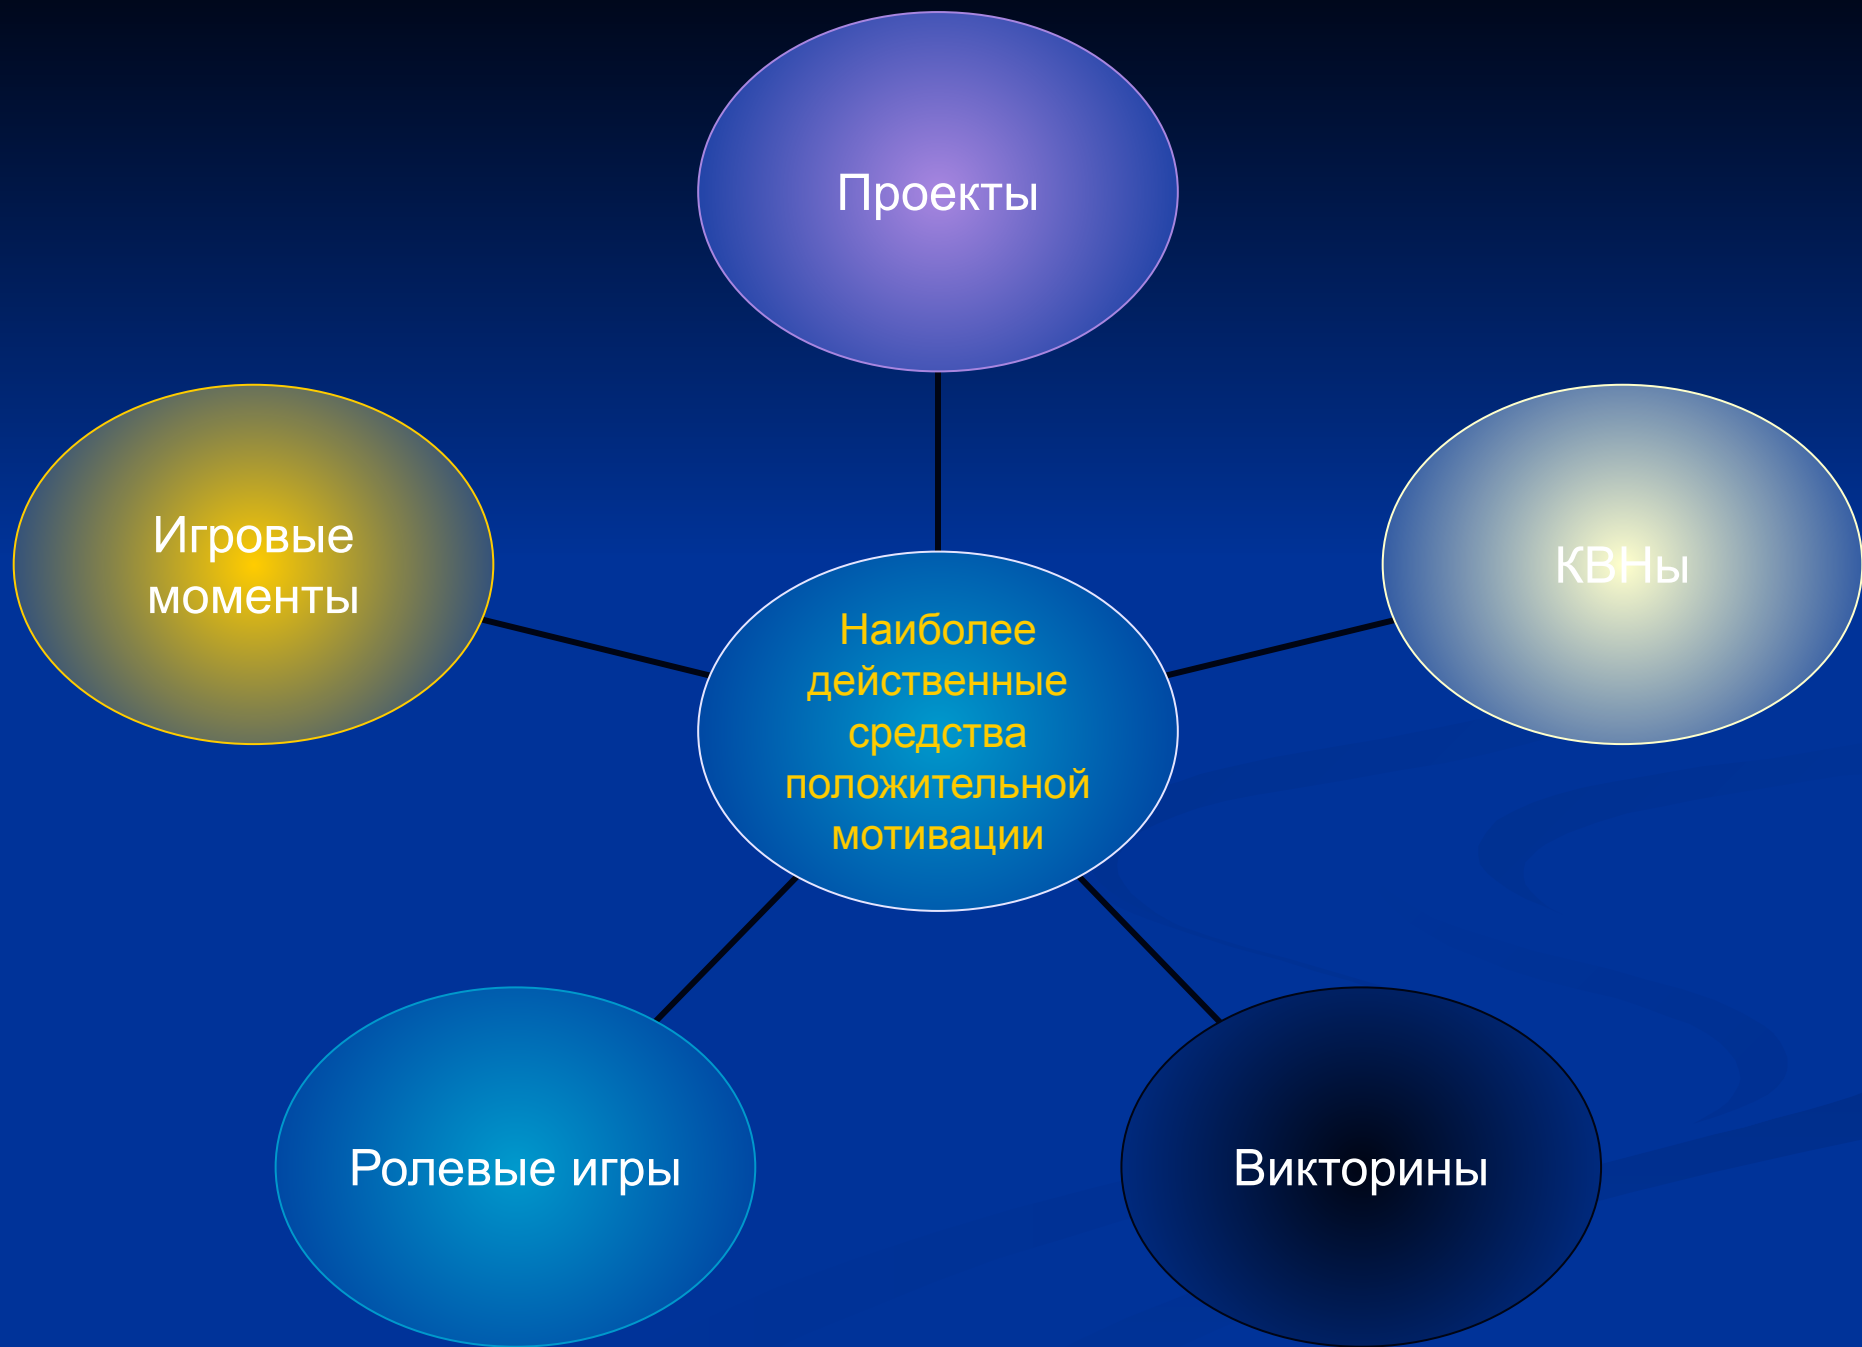 Проекты
Игровые
моменты
КВНы
Наиболее
действенные
средства
положительной
мотивации
Ролевые игры
Викторины